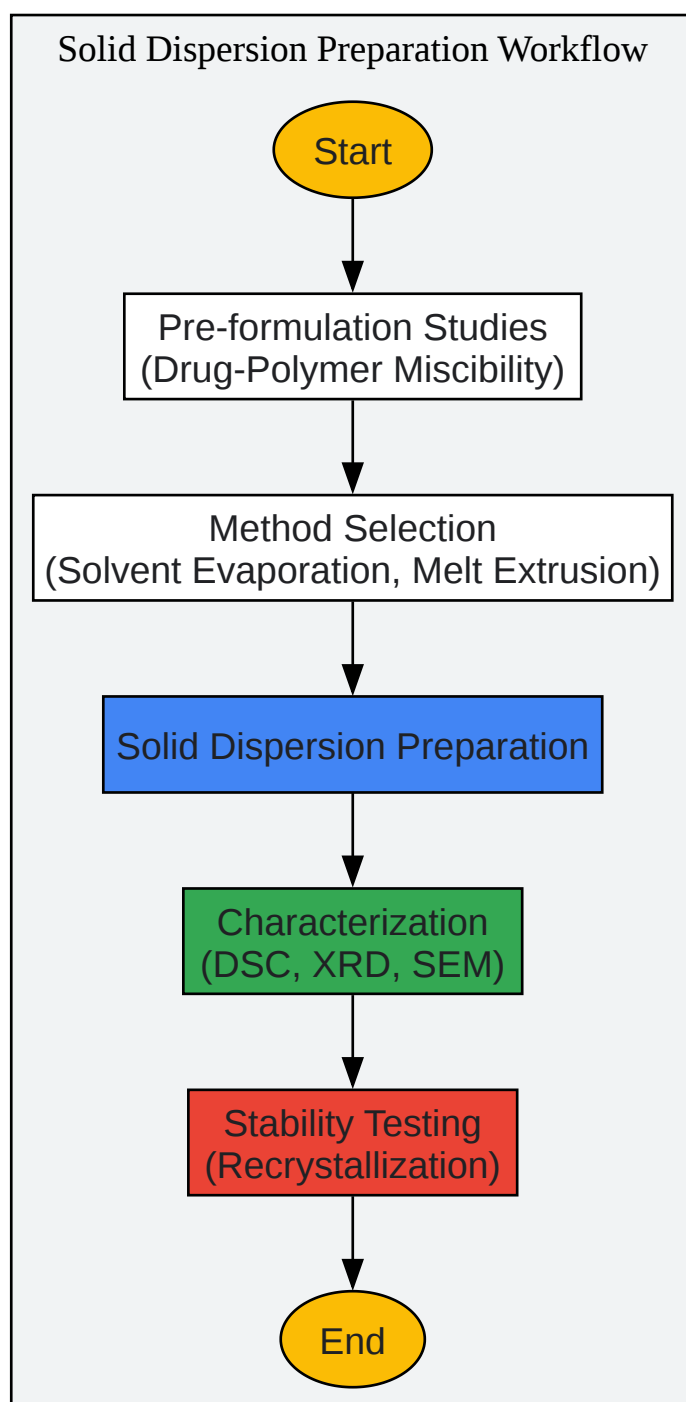 Solid Dispersion Preparation Workflow
Start
Pre-formulation Studies
(Drug-Polymer Miscibility)
Method Selection
(Solvent Evaporation, Melt Extrusion)
Solid Dispersion Preparation
Characterization
(DSC, XRD, SEM)
Stability Testing
(Recrystallization)
End